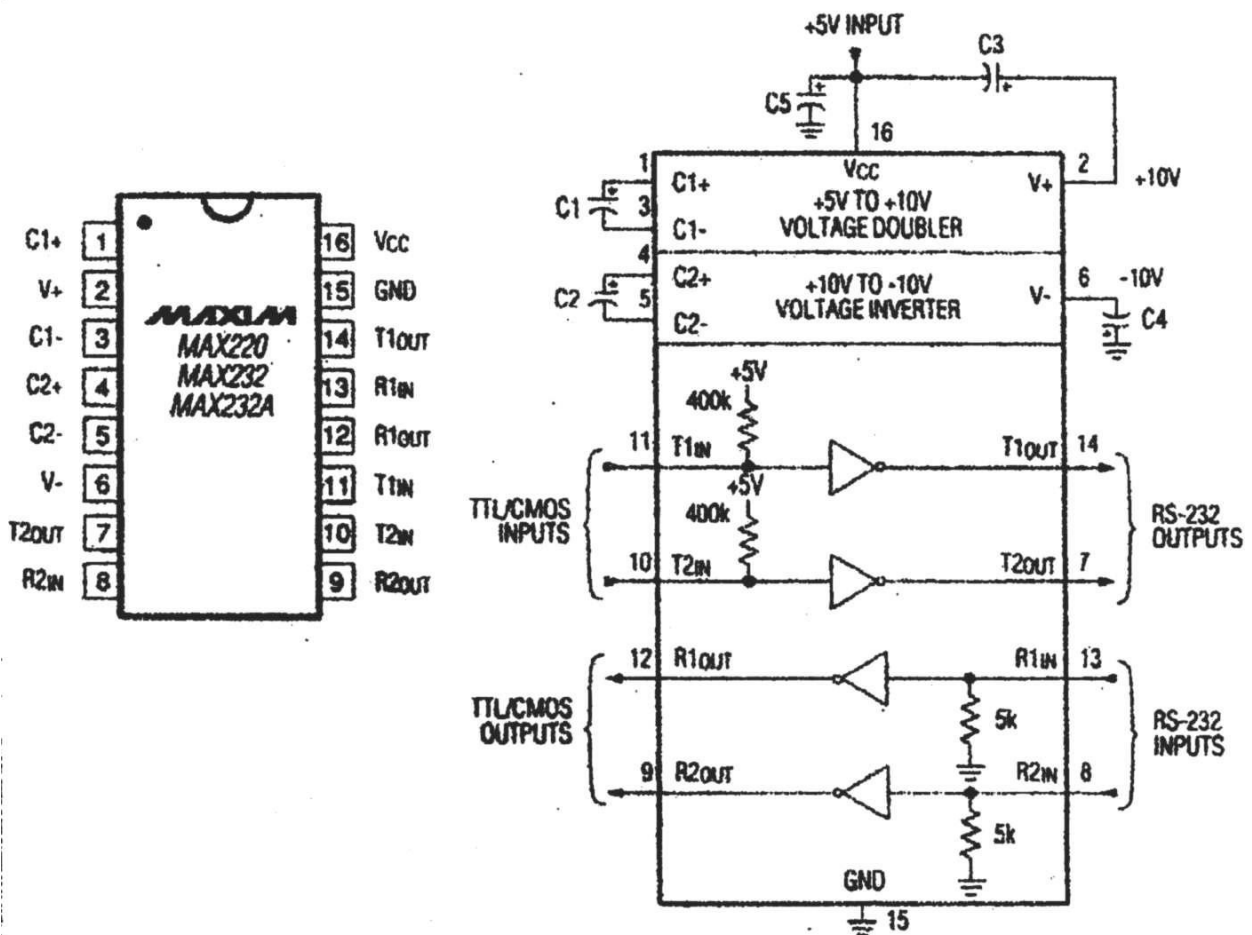 C1+ 1
V+ 2
C1- 3
C2+ 4
C2- 5
V- 6
T2OUT 7
R2IN 8
MAXIM
MAX220
MAX232
MAX232A
16 VCC
15 GND
14 T1OUT
13 R1IN
12 R1OUT
11 T1IN
10 T2IN
9 R2OUT
+5V INPUT
C3
+
C5
+
16
1
VCC
2
C1+
V+
+10V
+5V TO +10V
VOLTAGE DOUBLER
C1
+
3
C1-
4
C2+
+10V TO -10V
VOLTAGE INVERTER
6
-10V
V-
C2
+
5
C2-
C4
+
+5V
400k
11
T1IN
T1OUT
14
+5V
400k
TTL/CMOS
INPUTS
RS-232
OUTPUTS
10
T2IN
T2OUT
7
12
R1OUT
R1IN
13
TTL/CMOS
OUTPUTS
5k
RS-232
INPUTS
9
R2OUT
R2IN
8
5k
GND
15